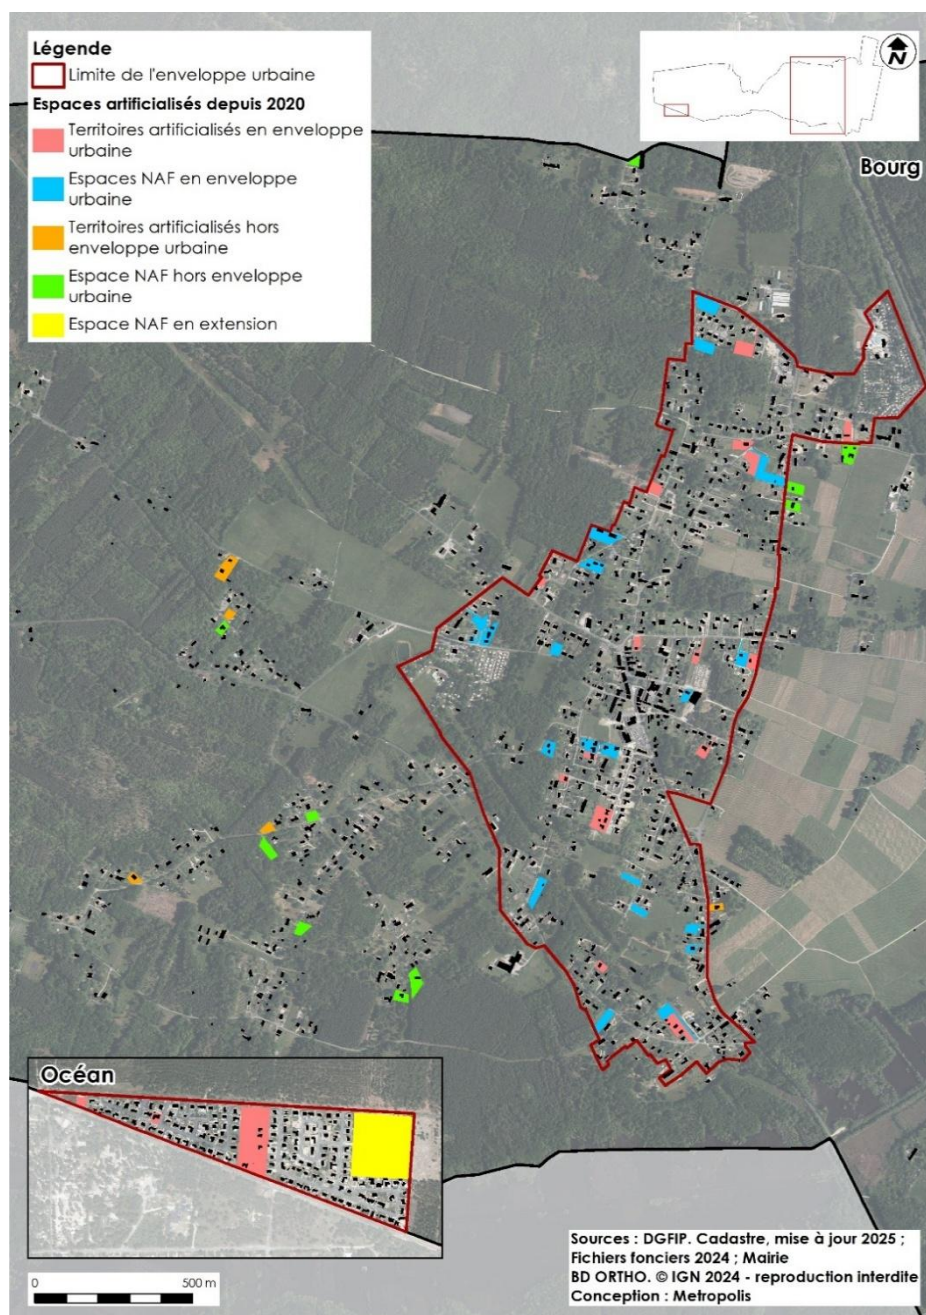 Légende
Limite de l'enveloppe urbaine
Espaces artificialisés depuis 2020
Territoires artificialisés en enveloppe
urbaine
Espaces NAF en enveloppe
urbaine
Territoires artificialisés hors
enveloppe urbaine
Espace NAF hors enveloppe
urbaine
Espace NAF en extension
N
Bourg
Océan
0 500 m
Sources : DGFIP. Cadastre, mise à jour 2025 ;
Fichiers fonciers 2024 ; Mairie
BD ORTHO. © IGN 2024 - reproduction interdite
Conception : Metropolis